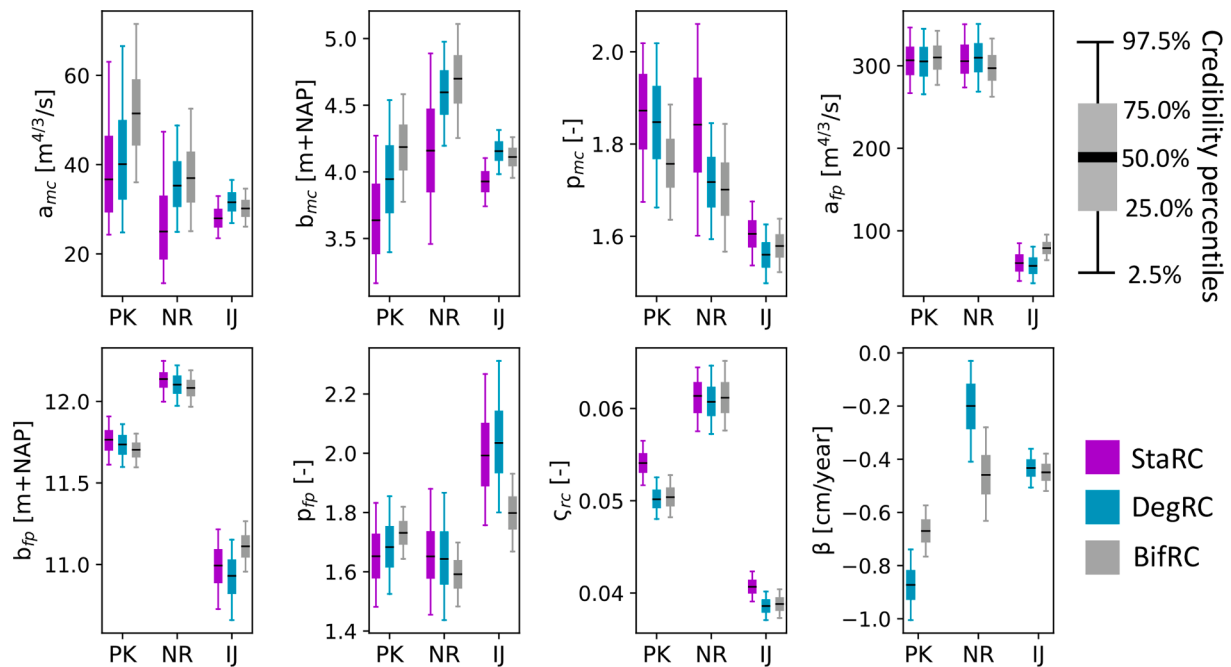 a_mc [m^4/3/s]
60
40
20
PK NR IJ
b_mc [m+NAP]
5.0
4.5
4.0
3.5
PK NR IJ
p_mc [-]
2.0
1.8
1.6
PK NR IJ
a_fp [m^4/3/s]
300
200
100
PK NR IJ
97.5%
75.0%
50.0%
25.0%
2.5%
Credibility percentiles
b_fp [m+NAP]
12.0
11.5
11.0
PK NR IJ
p_fp [-]
2.2
2.0
1.8
1.6
1.4
PK NR IJ
ς_rc [-]
0.06
0.05
0.04
PK NR IJ
β [cm/year]
0.0
−0.2
−0.4
−0.6
−0.8
−1.0
PK NR IJ
StaRC
DegRC
BifRC